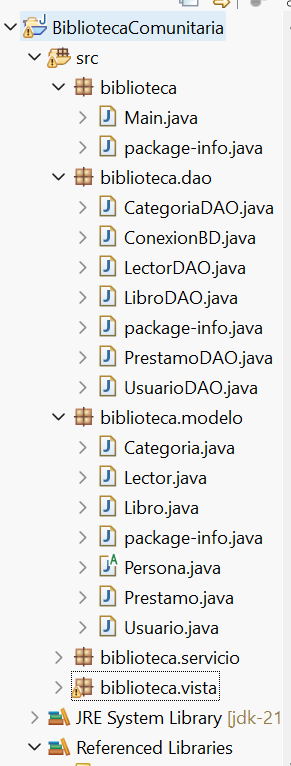 BibliotecaComunitaria
src
biblioteca
Main.java
package-info.java
biblioteca.dao
CategoriaDAO.java
ConexionBD.java
LectorDAO.java
LibroDAO.java
package-info.java
PrestamoDAO.java
UsuarioDAO.java
biblioteca.modelo
Categoria.java
Lector.java
Libro.java
package-info.java
Persona.java
Prestamo.java
Usuario.java
biblioteca.servicio
biblioteca.vista
JRE System Library [jdk-21
Referenced Libraries